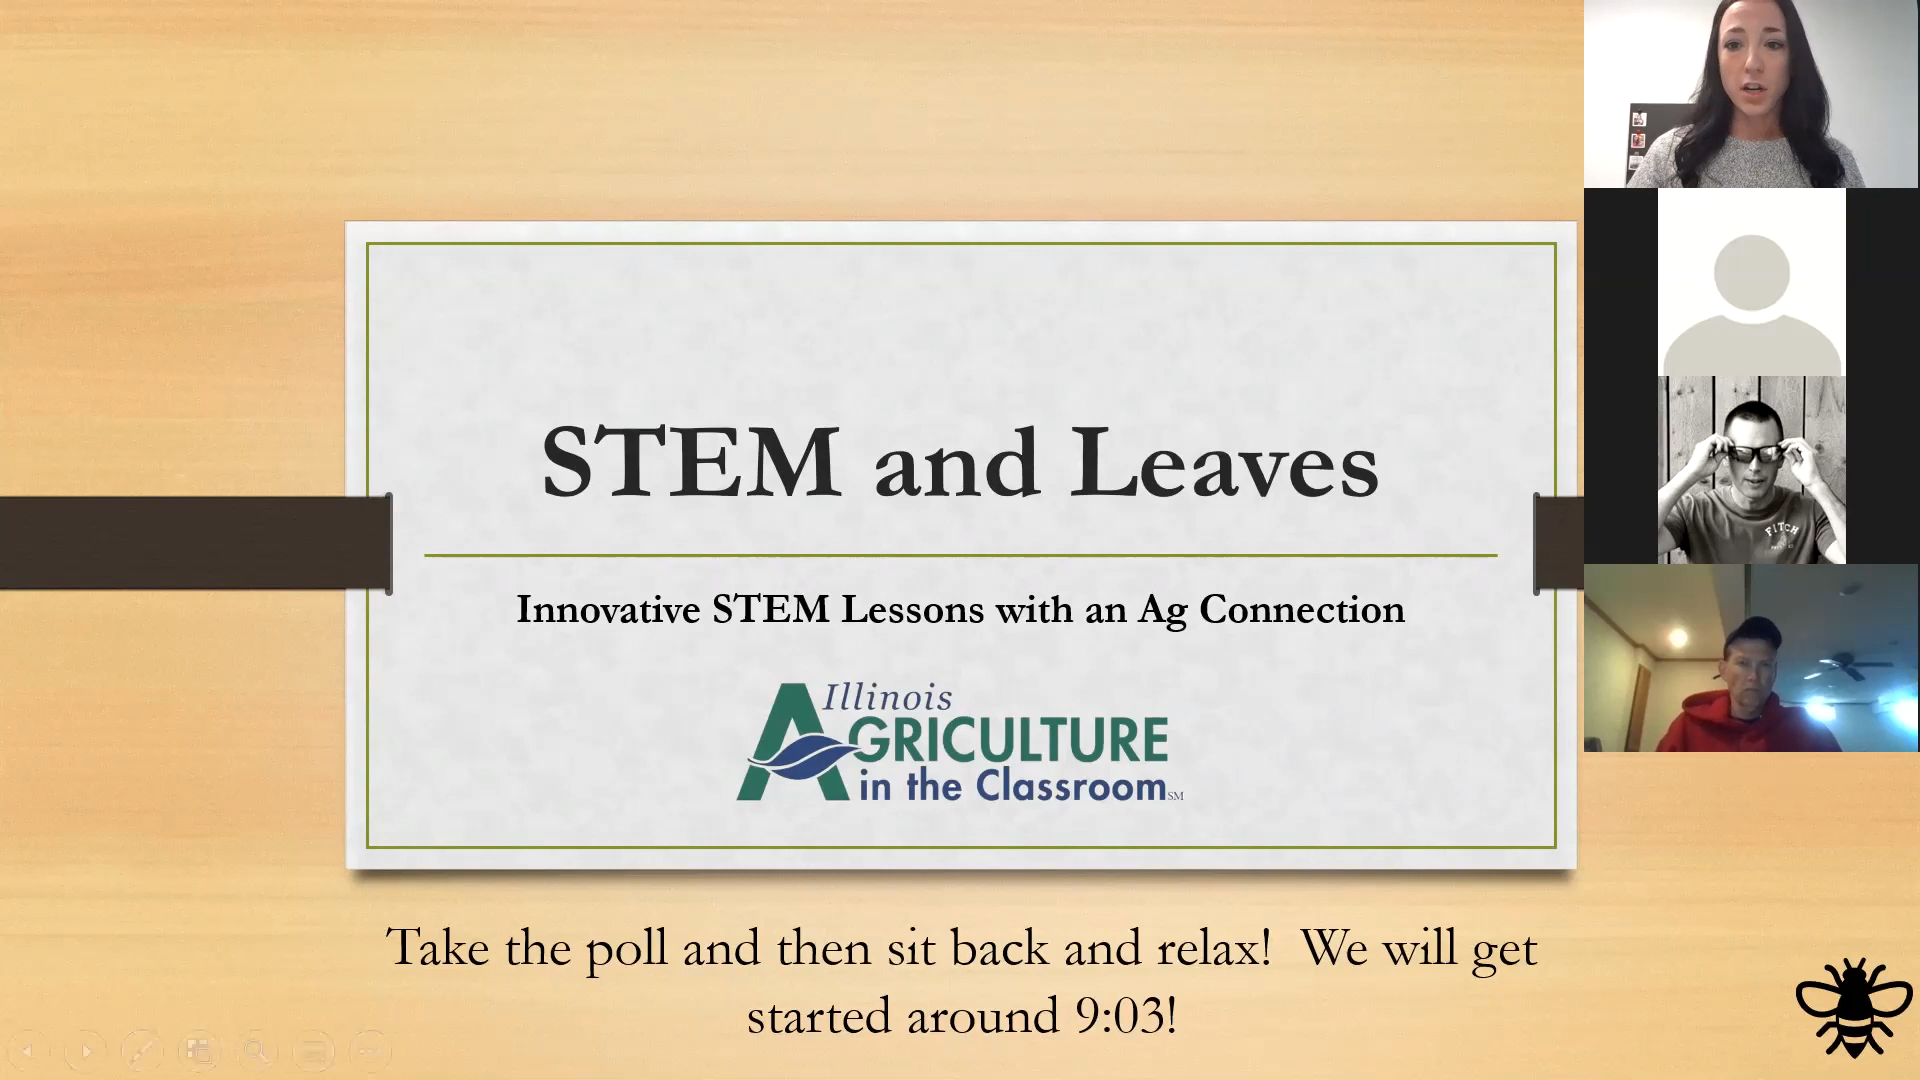 STEM and Leaves
Innovative STEM Lessons with an Ag Connection
Illinois
AGRICULTURE
in the Classroom SM
Take the poll and then sit back and relax!  We will get
started around 9:03!
FITCH